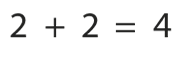 2 + 2 = 4